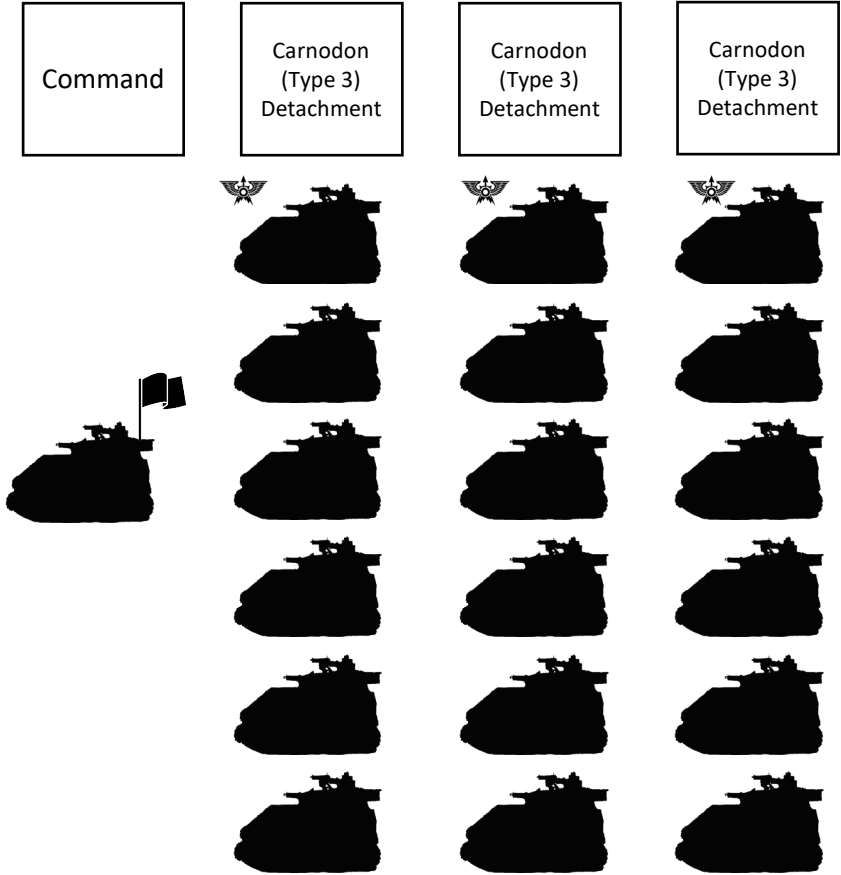 Command
Carnodon
(Type 3)
Detachment
Carnodon
(Type 3)
Detachment
Carnodon
(Type 3)
Detachment